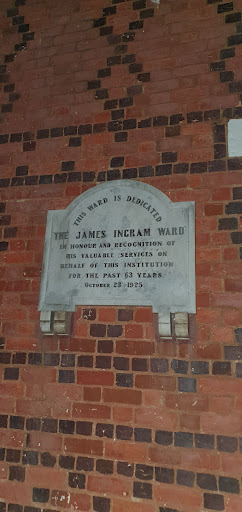 THIS WARD IS DEDICATED
"THE JAMES INGRAM WARD"
IN HONOUR AND RECOGNITION OF
HIS VALUABLE SERVICES ON
BEHALF OF THIS INSTITUTION
FOR THE PAST 63 YEARS
OCTOBER 28TH 1925